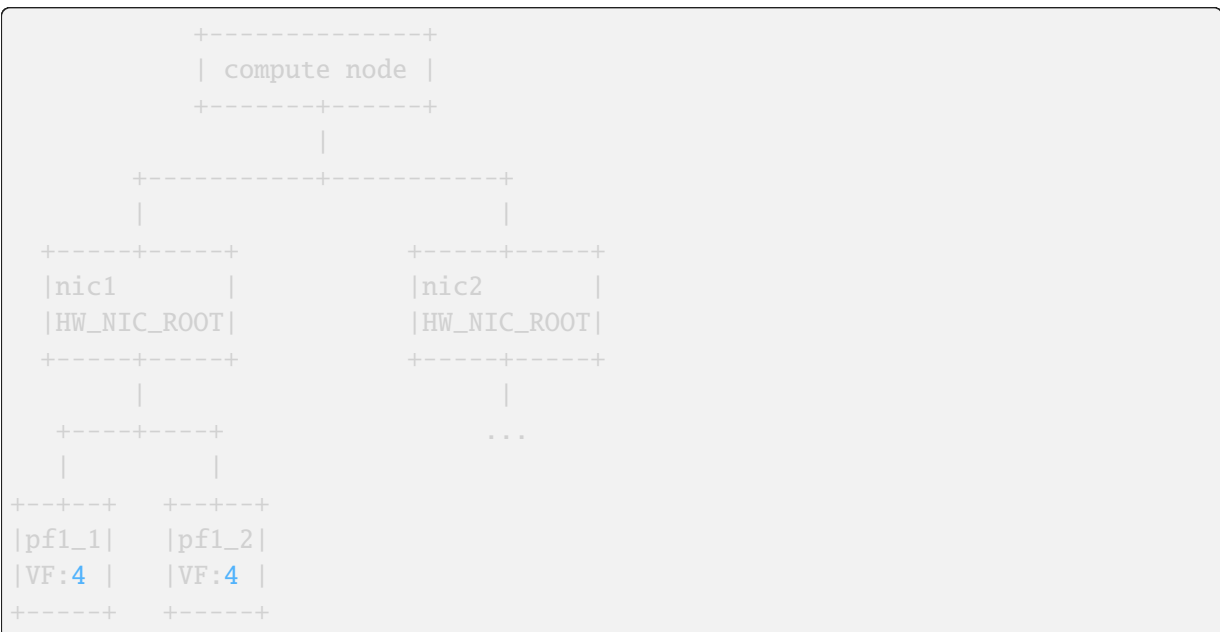 +--------------+
            | compute node |
            +-------+------+
                    |
        +-----------+-----------+
        |                       |
  +-----+-----+           +-----+-----+
  |nic1       |           |nic2       |
  |HW_NIC_ROOT|           |HW_NIC_ROOT|
  +-----+-----+           +-----+-----+
        |                       |
   +----+----+                 ...
   |         |
+--+--+   +--+--+
|pf1_1|   |pf1_2|
|VF:4 |   |VF:4 |
+------+   +------+